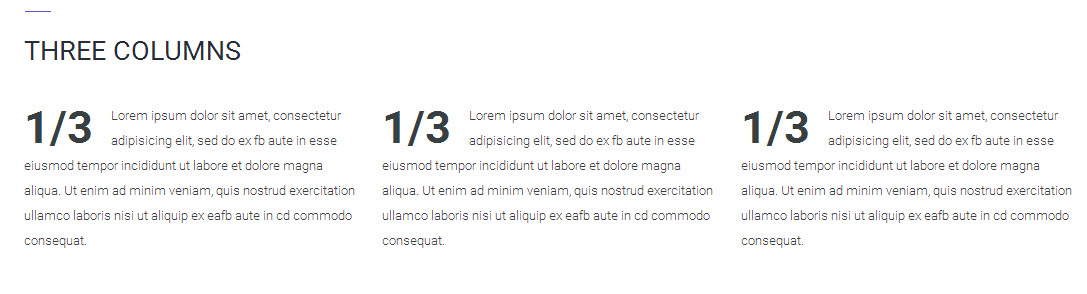 THREE COLUMNS
1/3 Lorem ipsum dolor sit amet, consectetur
adipisicing elit, sed do ex fb aute in esse
eiusmod tempor incididunt ut labore et dolore magna
aliqua. Ut enim ad minim veniam, quis nostrud exercitation
ullamco laboris nisi ut aliquip ex eafb aute in cd commodo
consequat.
1/3 Lorem ipsum dolor sit amet, consectetur
adipisicing elit, sed do ex fb aute in esse
eiusmod tempor incididunt ut labore et dolore magna
aliqua. Ut enim ad minim veniam, quis nostrud exercitation
ullamco laboris nisi ut aliquip ex eafb aute in cd commodo
consequat.
1/3 Lorem ipsum dolor sit amet, consectetur
adipisicing elit, sed do ex fb aute in esse
eiusmod tempor incididunt ut labore et dolore magna
aliqua. Ut enim ad minim veniam, quis nostrud exercitation
ullamco laboris nisi ut aliquip ex eafb aute in cd commodo
consequat.